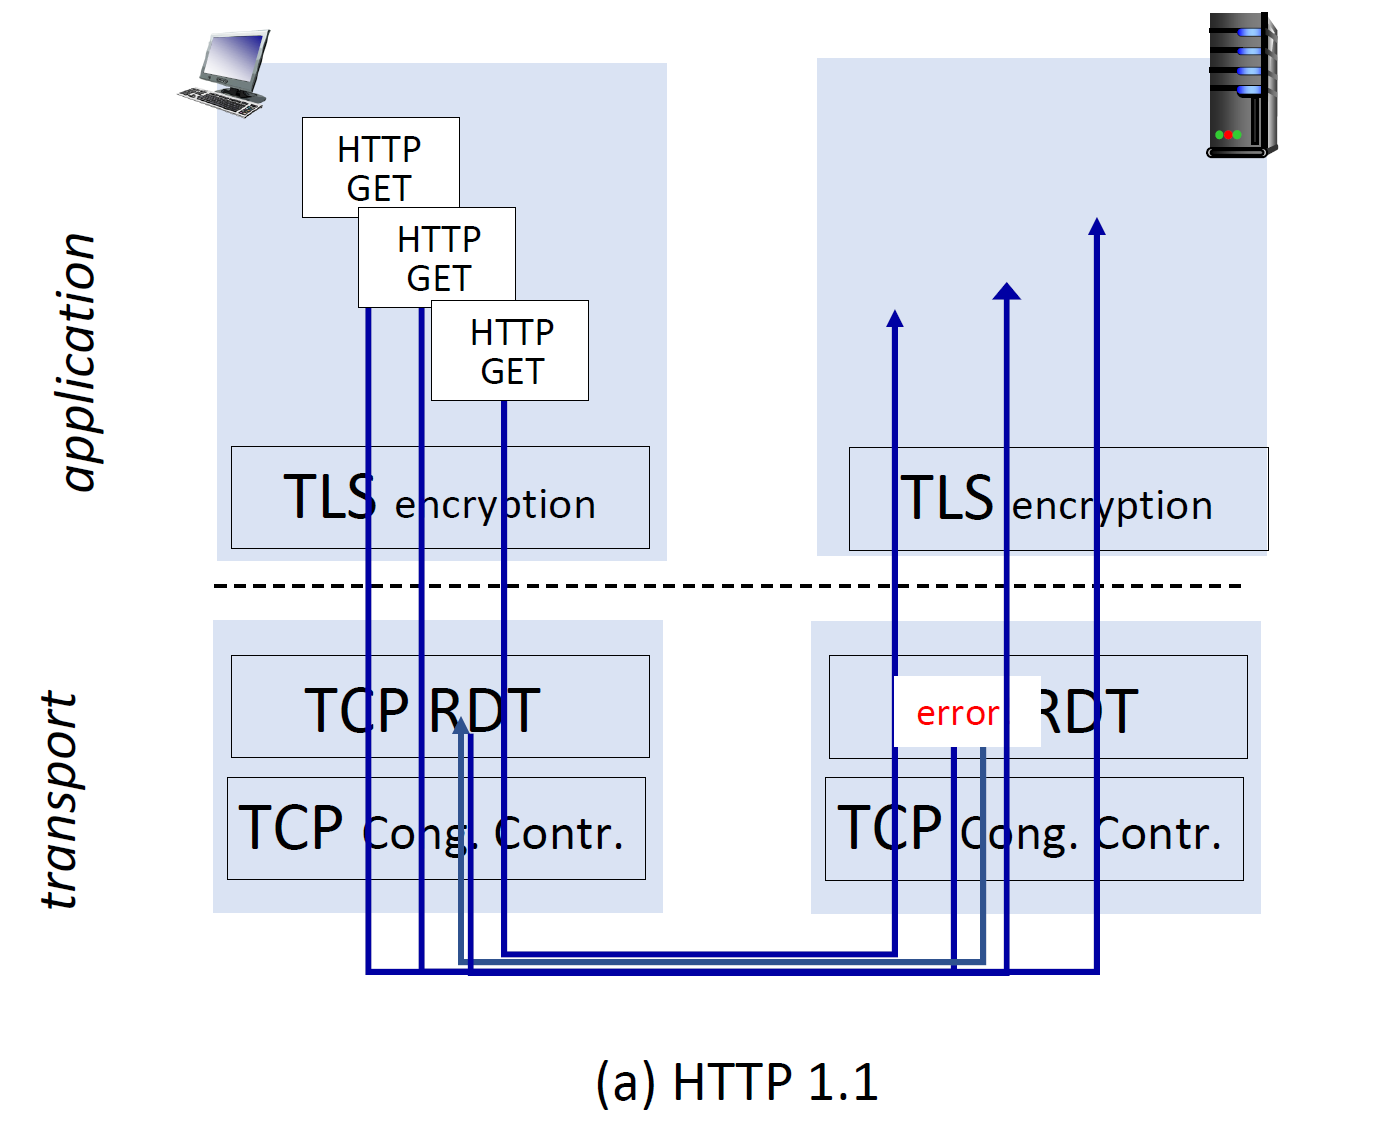 HTTP
GET
HTTP
GET
HTTP
GET
application
TLS encryption
TLS encryption
transport
TCP RDT
error RDT
TCP Cong. Contr.
TCP Cong. Contr.
(a) HTTP 1.1